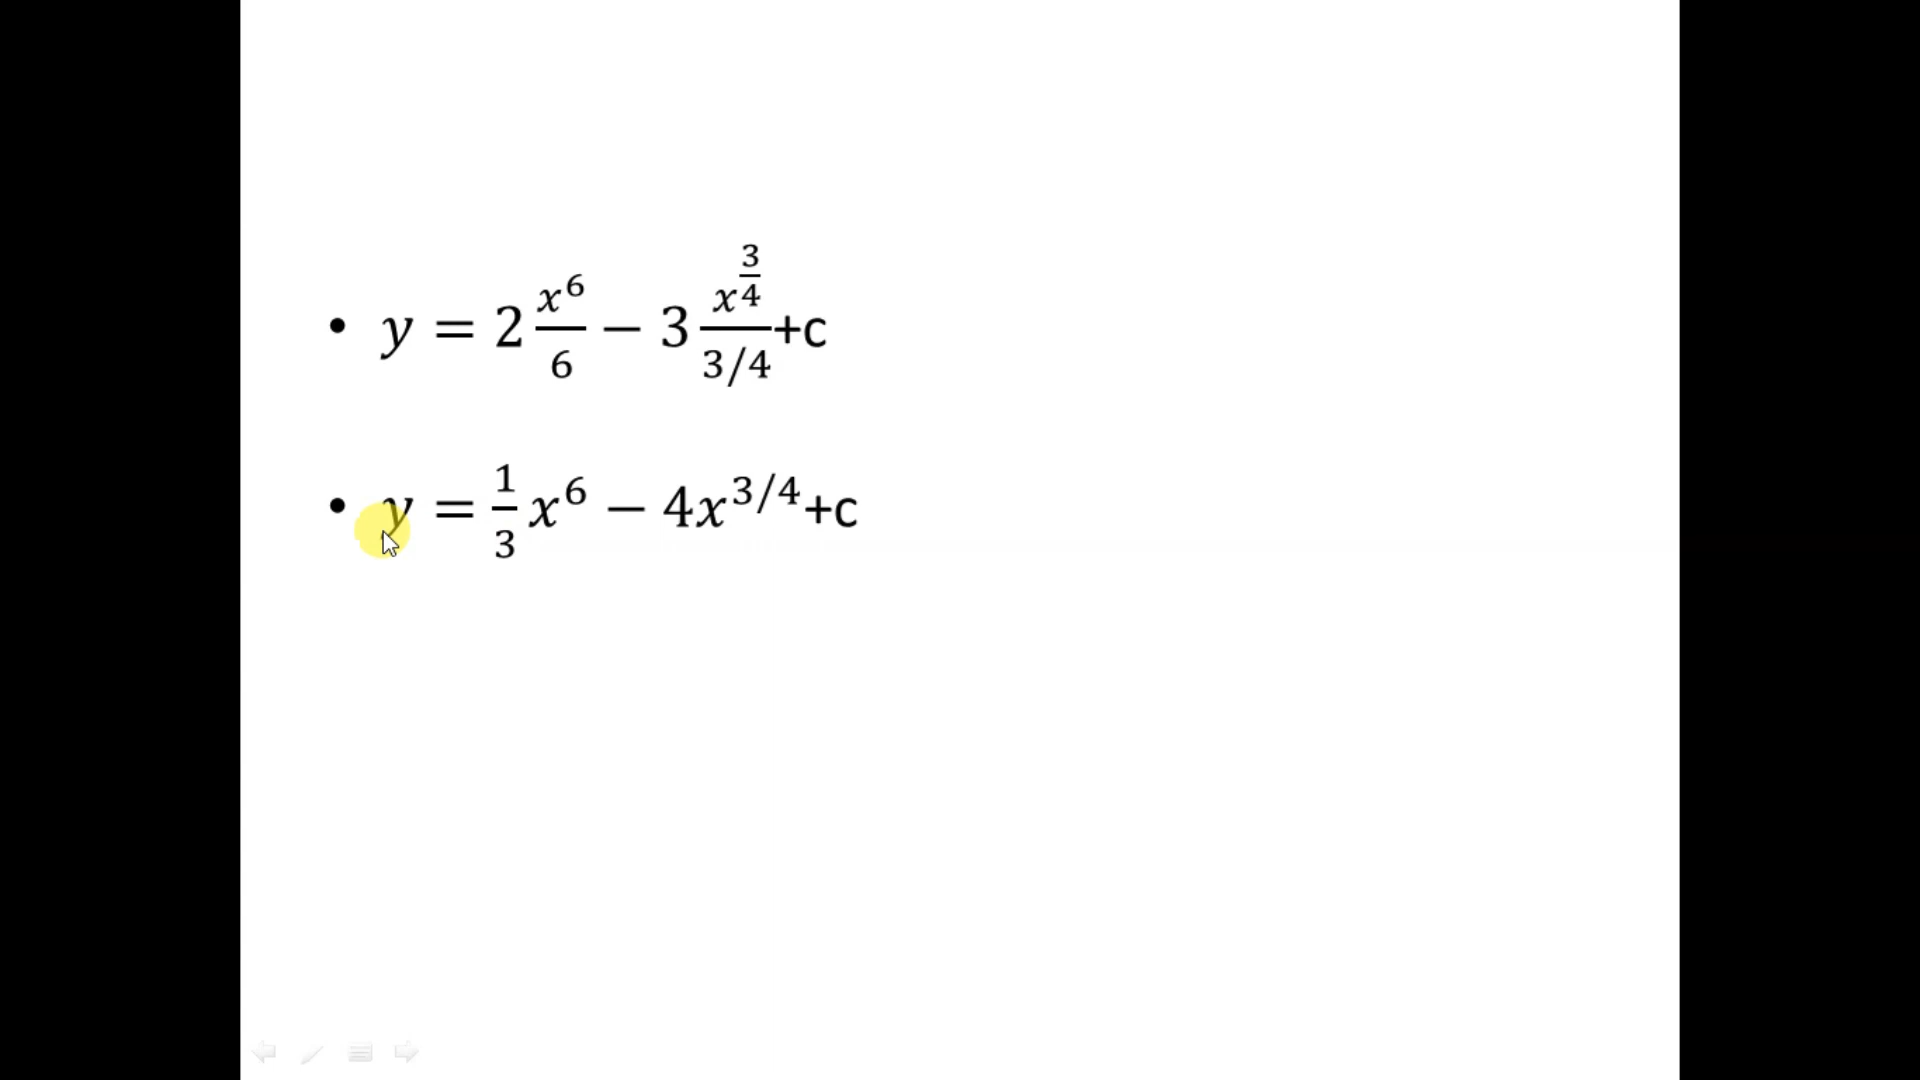 • y = 2 x⁶/6 − 3 x^(3/4)/(3/4) +c
• y = 1/3 x⁶ − 4x^(3/4)+c